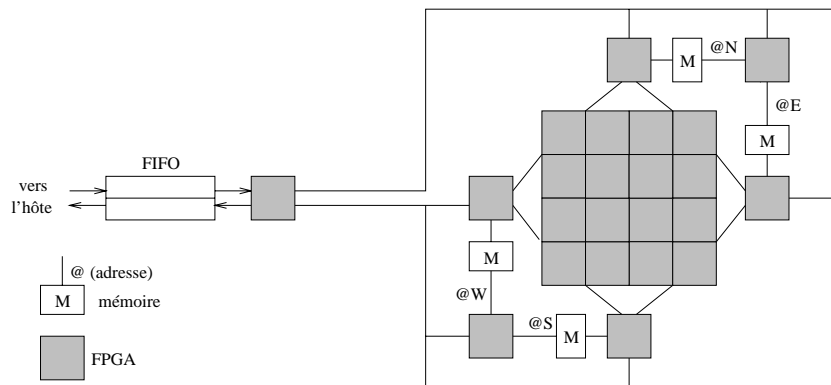 @N
M
@E
M
FIFO
vers
l'hôte
M
@ (adresse)
@W
M
mémoire
@S
M
FPGA